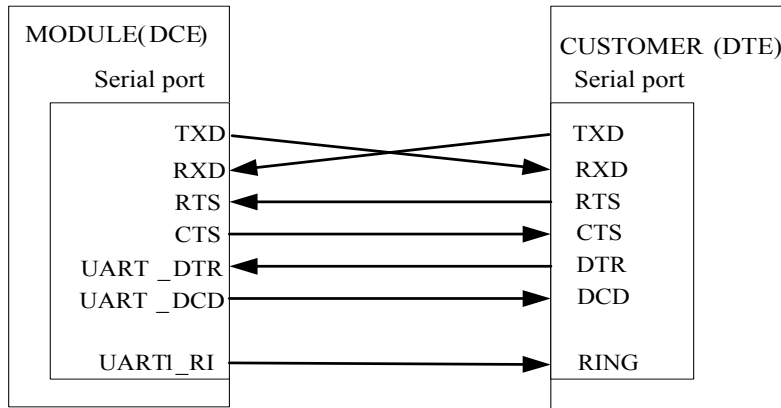 MODULE(DCE)
Serial port
TXD
RXD
RTS
CTS
UART _DTR
UART _DCD
UART1_RI
CUSTOMER (DTE)
Serial port
TXD
RXD
RTS
CTS
DTR
DCD
RING